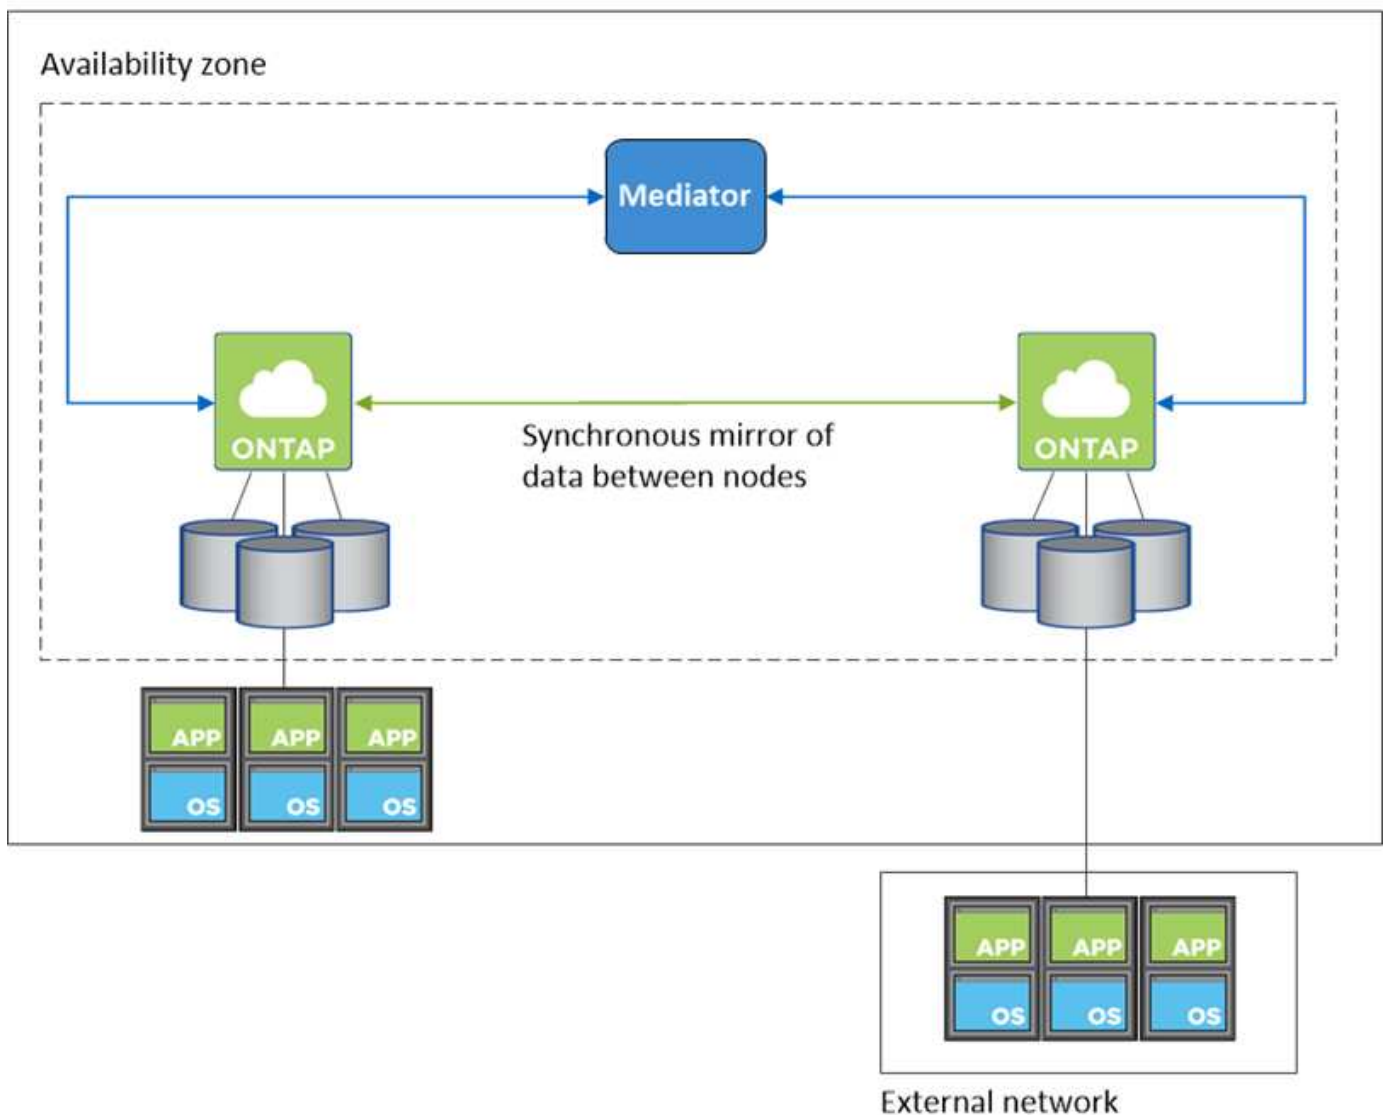 Availability zone
Mediator
ONTAP
ONTAP
Synchronous mirror of
data between nodes
APP
APP
APP
OS
OS
OS
APP
APP
APP
OS
OS
OS
External network